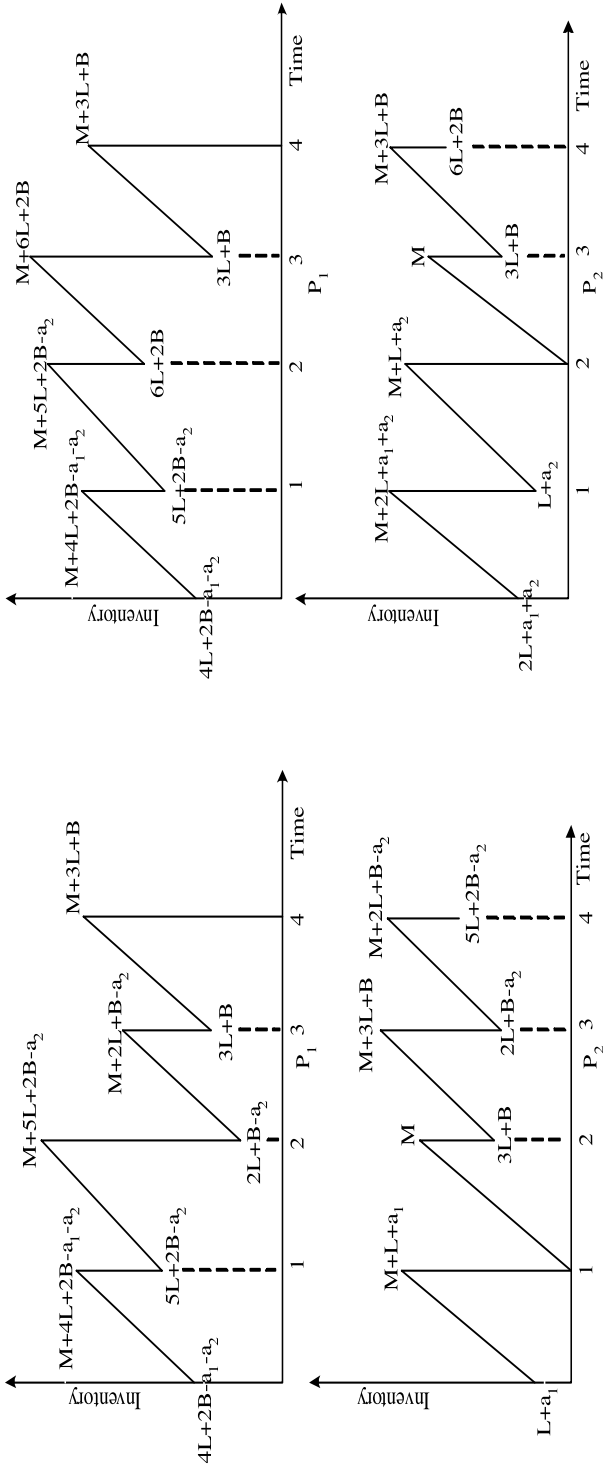 M+5L+2B-a₂
M+3L+B
M+4L+2B-a₁-a₂
M+2L+B-a₂
Inventory
5L+2B-a₂
4L+2B-a₁-a₂
2L+B-a₂
3L+B
1 2 3 4
Time
P₁
M+6L+2B
M+5L+2B-a₂
M+4L+2B-a₁-a₂
M+3L+B
Inventory
5L+2B-a₂
6L+2B
3L+B
4L+2B-a₁-a₂
1 2 3 4
Time
P₁
M+3L+B
M+2L+B-a₂
M+L+a₁
M
Inventory
5L+2B-a₂
3L+B
2L+B-a₂
L+a₁
1 2 3 4
Time
P₂
M+2L+a₁+a₂
M+L+a₂
M+3L+B
M
Inventory
6L+2B
3L+B
L+a₂
2L+a₁+a₂
1 2 3 4
Time
P₂